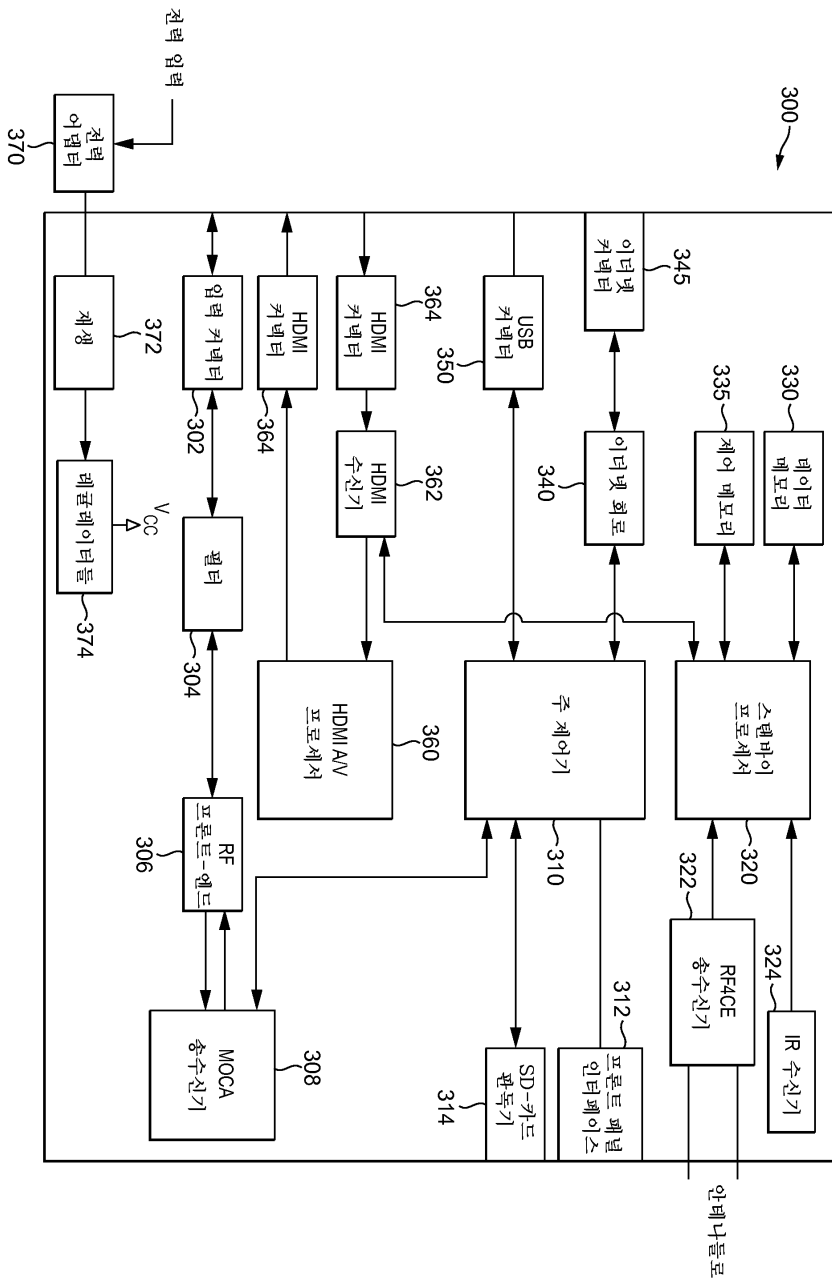 300
330
데이터
메모리
335
제어 메모리
스탠바이
프로세서
320
IR 수신기
324
RF4CE
송수신기
322
안테나들로
345
이더넷
커넥터
이더넷 회로
340
주 제어기
310
312
프론트 패널
인터페이스
USB
커넥터
350
SD-카드
판독기
314
364
HDMI
커넥터
362
HDMI
수신기
360
HDMI A/V
프로세서
HDMI
커넥터
364
308
MOCA
송수신기
입력 커넥터
302
필터
304
RF
프론트-엔드
306
전력 입력
전력
어댑터
370
재생
372
VCC
레귤레이터들
374